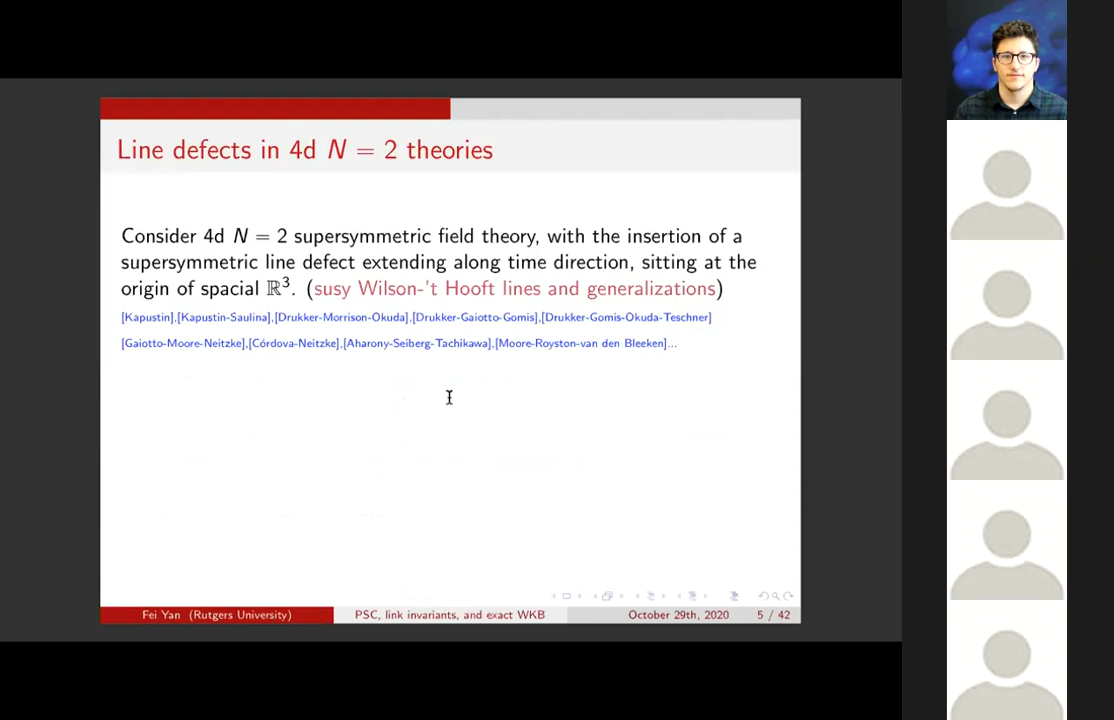 Line defects in 4d N = 2 theories
Consider 4d N = 2 supersymmetric field theory, with the insertion of a
supersymmetric line defect extending along time direction, sitting at the
origin of spacial ℝ³. (susy Wilson-'t Hooft lines and generalizations)
[Kapustin],[Kapustin-Saulina],[Drukker-Morrison-Okuda],[Drukker-Gaiotto-Gomis],[Drukker-Gomis-Okuda-Teschner]
[Gaiotto-Moore-Neitzke],[Córdova-Neitzke],[Aharony-Seiberg-Tachikawa],[Moore-Royston-van den Bleeken]...
Fei Yan (Rutgers University) PSC, link invariants, and exact WKB October 29th, 2020 5 / 42